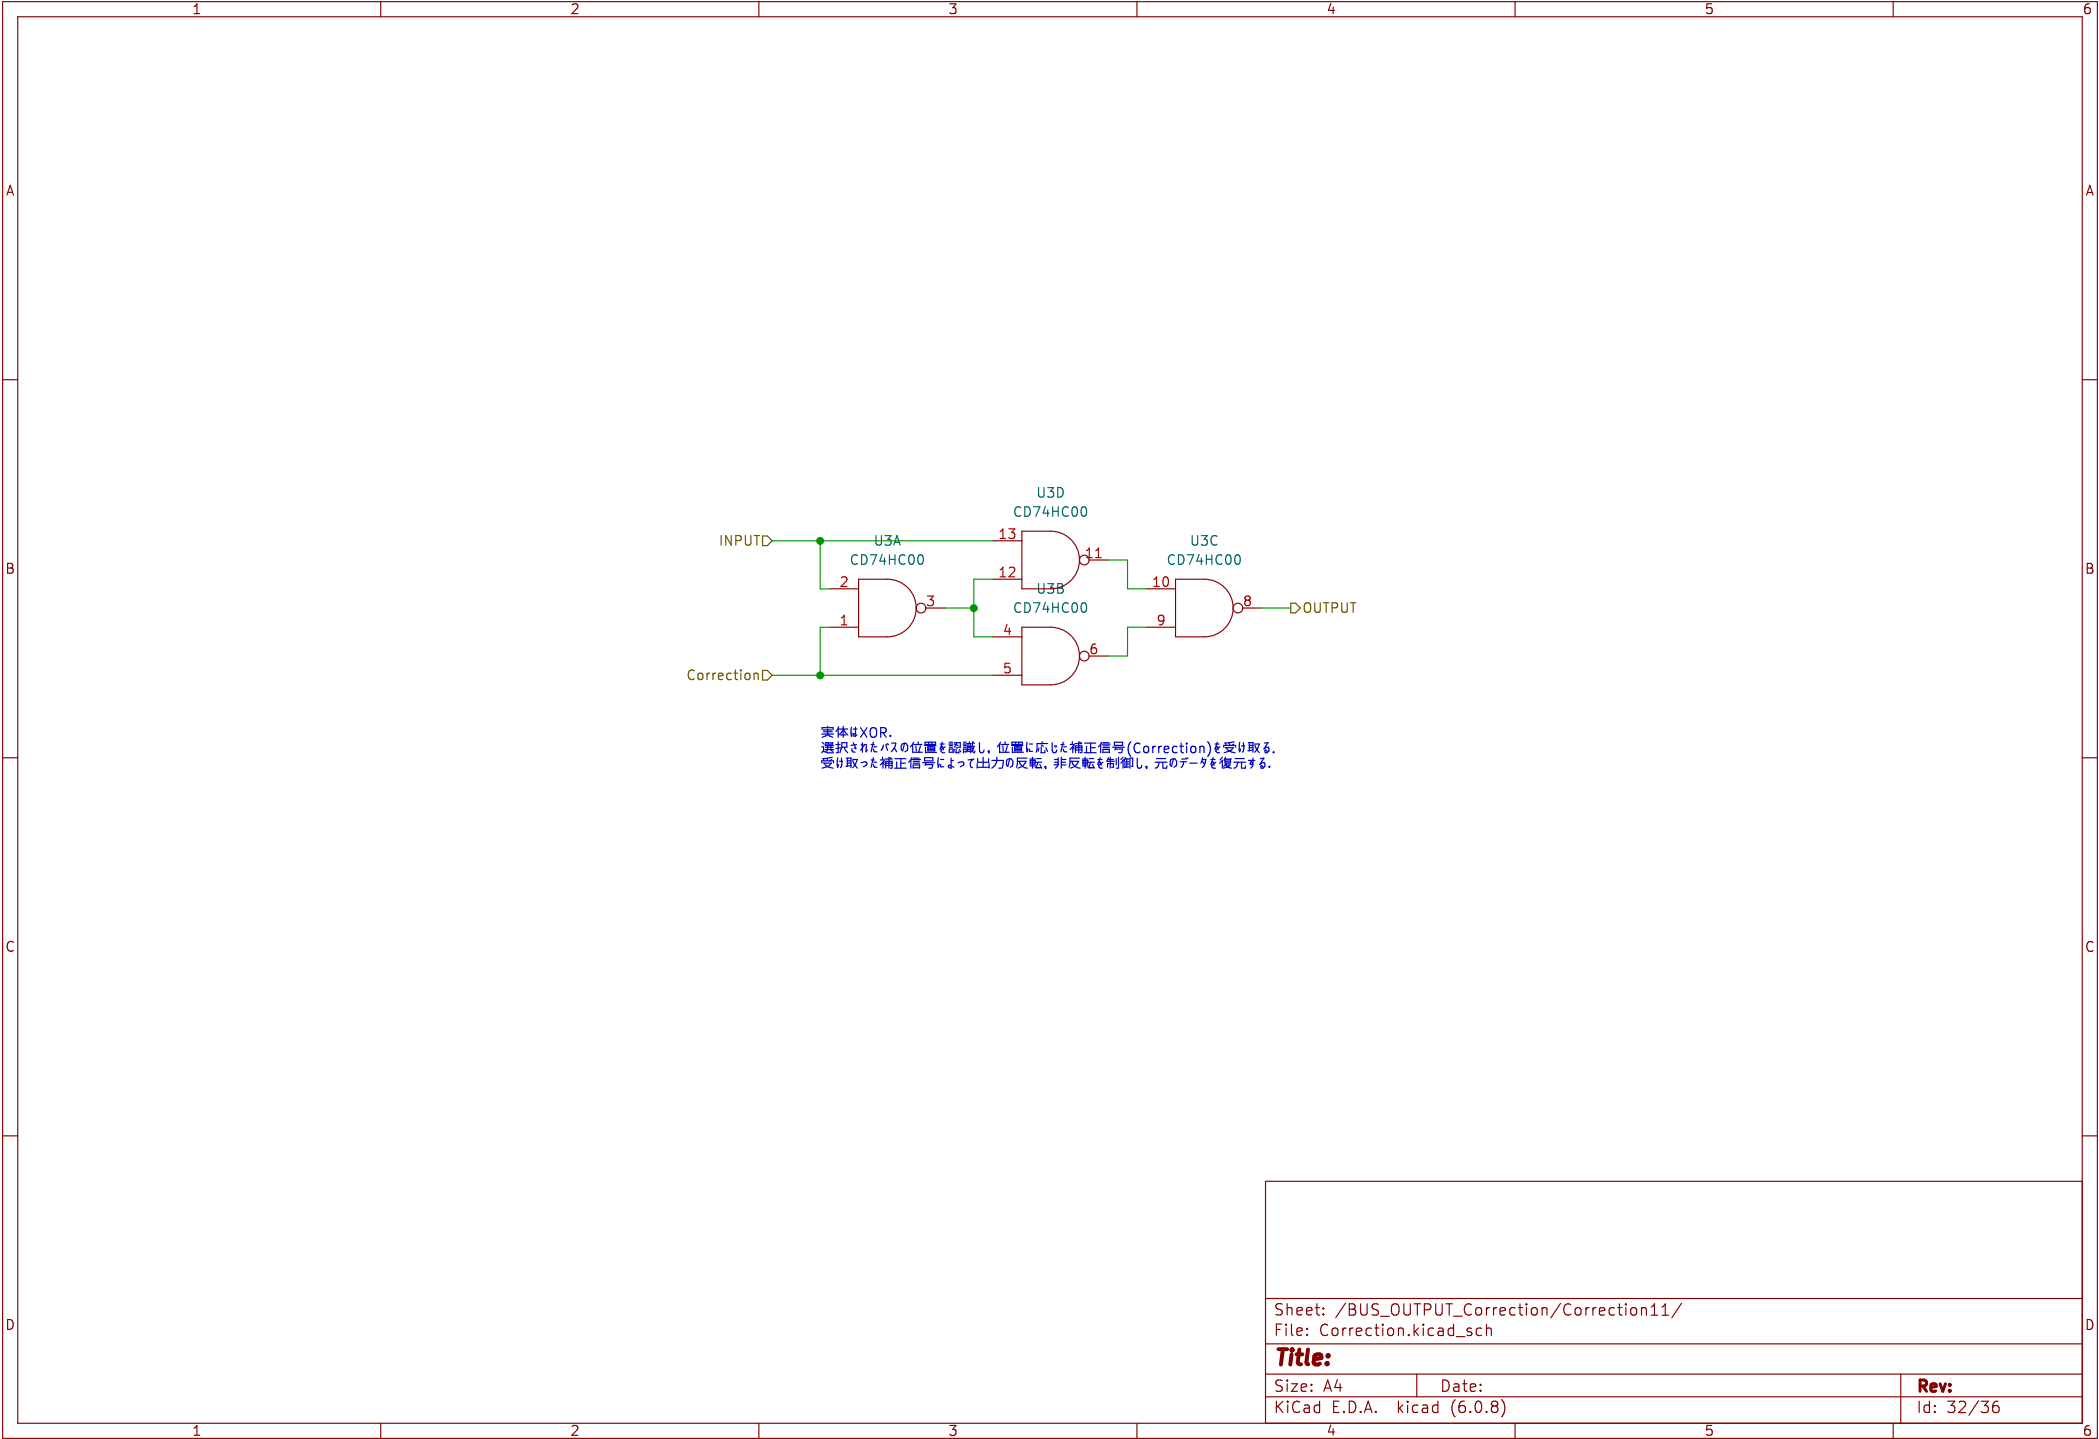 1 2 3 4 5 6
A A
U3D
CD74HC00
INPUT
U3A
CD74HC00
13
12
11
U3C
CD74HC00
B B
2
1
3
U3B
CD74HC00
10
9
8
OUTPUT
4
5
6
Correction
実体はXOR.
選択されたバスの位置を認識し, 位置に応じた補正信号(Correction)を受け取る.
受け取った補正信号によって出力の反転, 非反転を制御し, 元のデータを復元する.
C C
Sheet: /BUS_OUTPUT_Correction/Correction11/
File: Correction.kicad_sch
D D
Title:
Size: A4 Date: Rev:
KiCad E.D.A. kicad (6.0.8) Id: 32/36
1 2 3 4 5 6